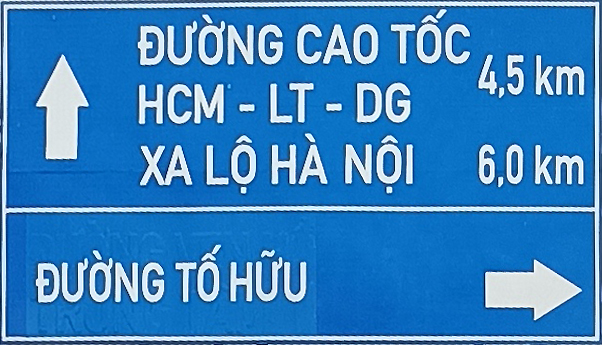 ĐƯỜNG CAO TỐC
HCM - LT - DG 4,5 km
XA LỘ HÀ NỘI 6,0 km
ĐƯỜNG TỐ HỮU